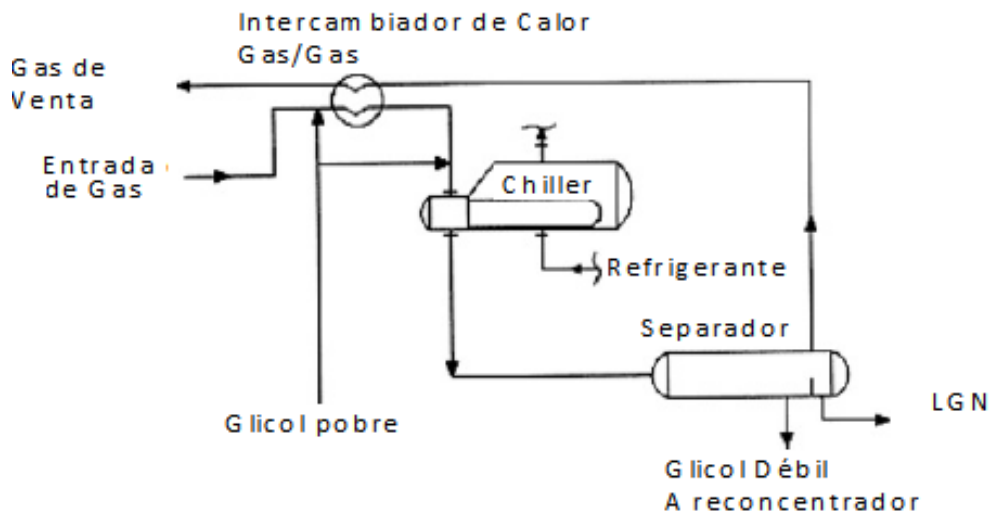 Intercambiador de Calor
Gas/Gas
Gas de
Venta
Entrada
de Gas
Chiller
Refrigerante
Separador
Glicol pobre
LGN
Glicol Débil
A reconcentrador